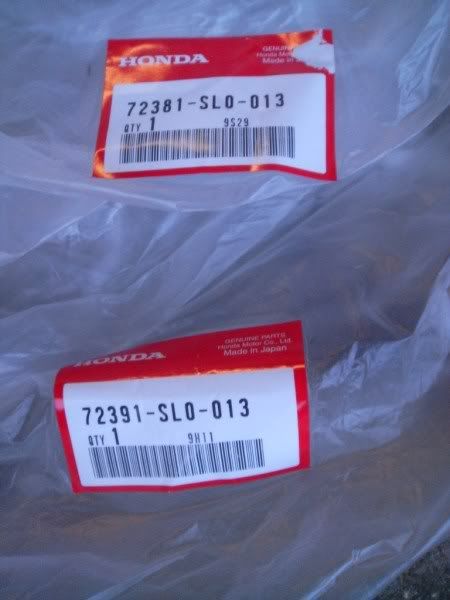 HONDA
GENUINE
Honda Motor
Made in
72381-SL0-013
QTY 1 9S29
HONDA
GENUINE PARTS
Honda Motor Co., Ltd.
Made in Japan
72391-SL0-013
QTY 1 9H11